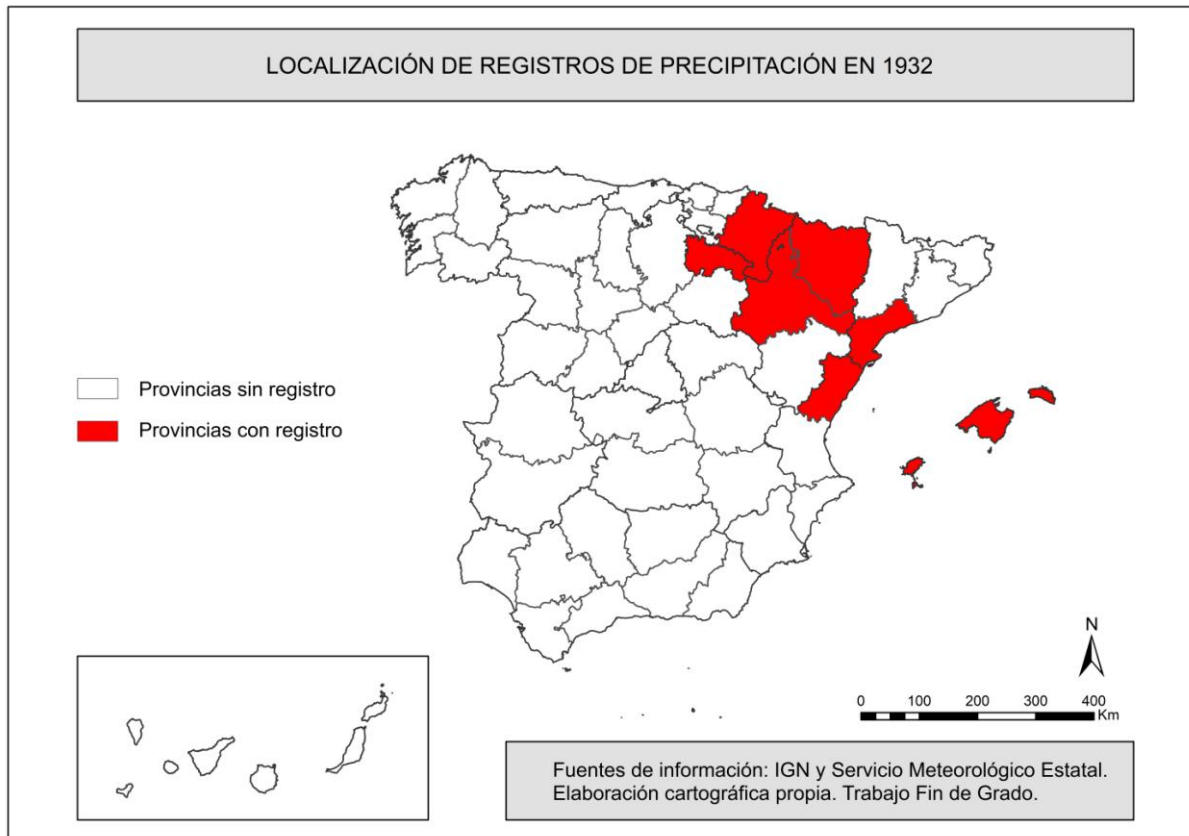 LOCALIZACIÓN DE REGISTROS DE PRECIPITACIÓN EN 1932
Provincias sin registro
Provincias con registro
N
0 100 200 300 400
Km
Fuentes de información: IGN y Servicio Meteorológico Estatal.
Elaboración cartográfica propia. Trabajo Fin de Grado.